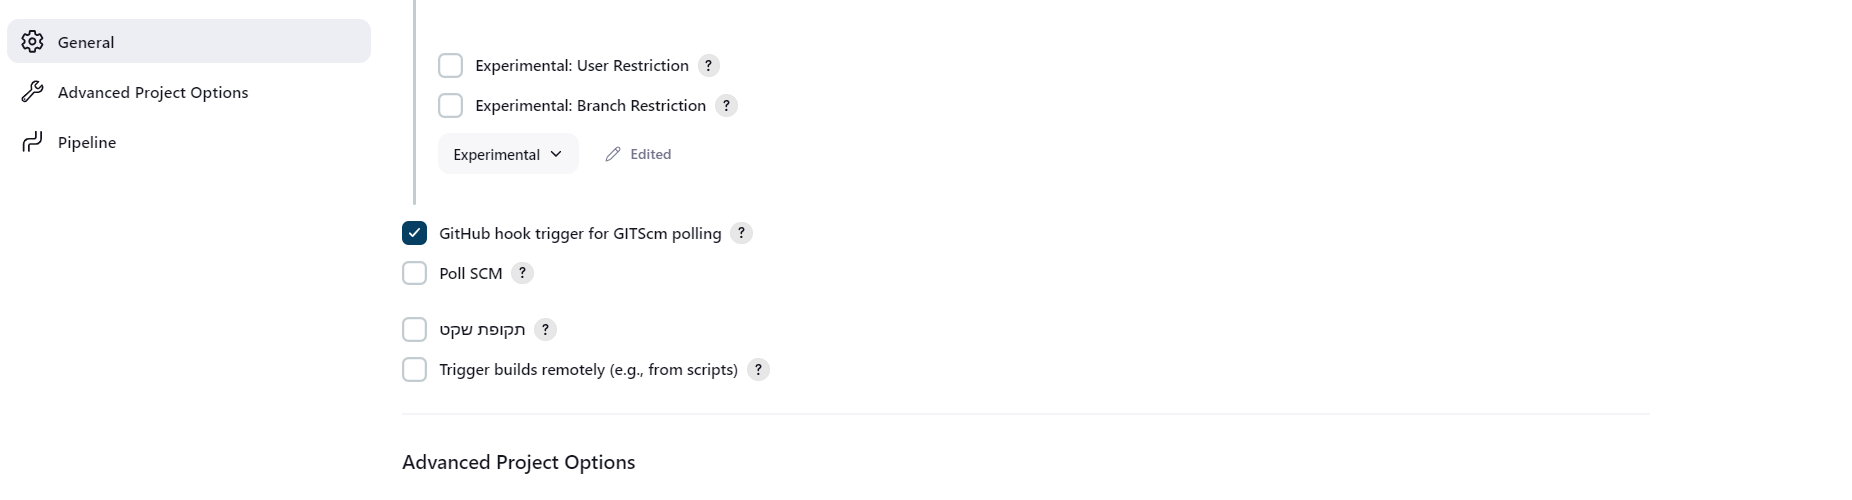 General
Advanced Project Options
Pipeline
Experimental: User Restriction ?
Experimental: Branch Restriction ?
Experimental Edited
GitHub hook trigger for GITScm polling ?
Poll SCM ?
תקופת שקט ?
Trigger builds remotely (e.g., from scripts) ?
Advanced Project Options